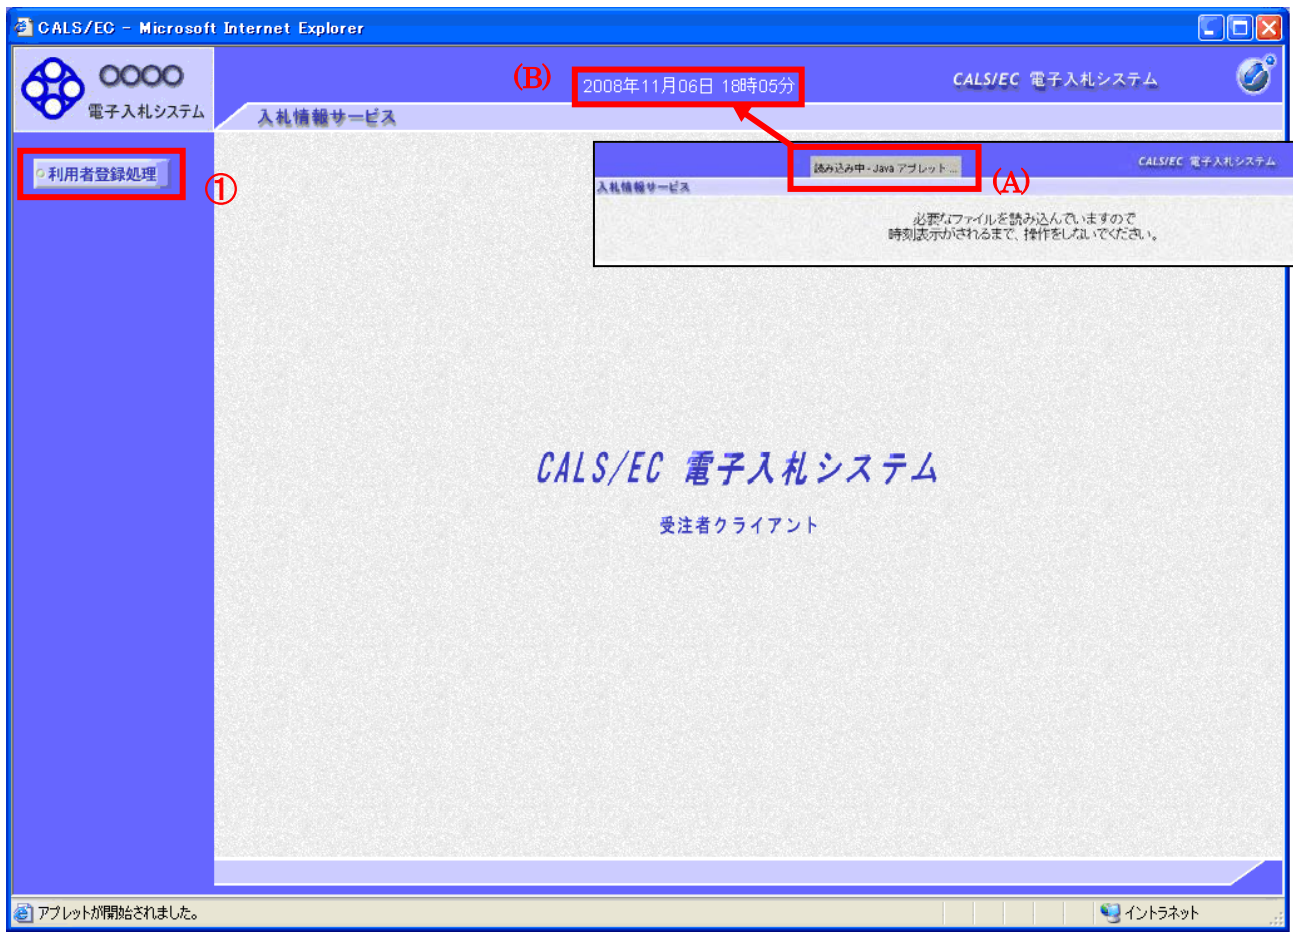 CALS/EC - Microsoft Internet Explorer
○○○○
電子入札システム
(B)
2008年11月06日 18時05分
CALS/EC 電子入札システム
入札情報サービス
利用者登録処理
①
読み込み中 - Java アプレット ...
(A)
CALS/EC 電子入札システム
入札情報サービス
必要なファイルを読み込んでいますので
時刻表示がされるまで、操作をしないでください。
CALS/EC 電子入札システム
受注者クライアント
アプレットが開始されました。
イントラネット